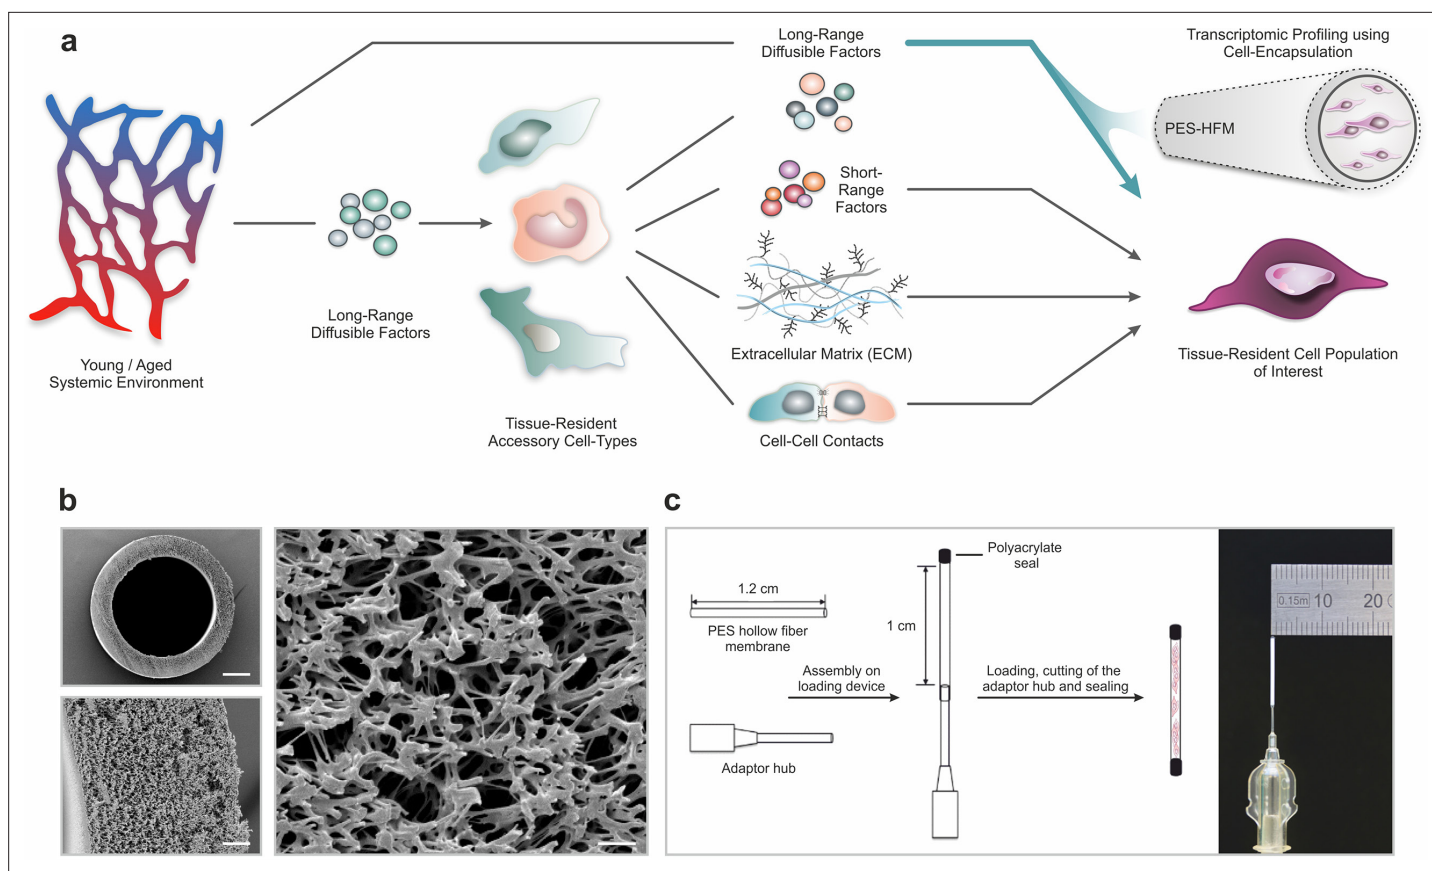 a
Long-Range
Diffusible Factors
Transcriptomic Profiling using
Cell-Encapsulation
PES-HFM
Short-
Range
Factors
Long-Range
Diffusible Factors
Young / Aged
Systemic Environment
Extracellular Matrix (ECM)
Tissue-Resident Cell Population
of Interest
Tissue-Resident
Accessory Cell-Types
Cell-Cell Contacts
b
c
Polyacrylate
seal
1.2 cm
PES hollow fiber
membrane
1 cm
Assembly on
loading device
Loading, cutting of the
adaptor hub and sealing
Adaptor hub
0.15m 10 20